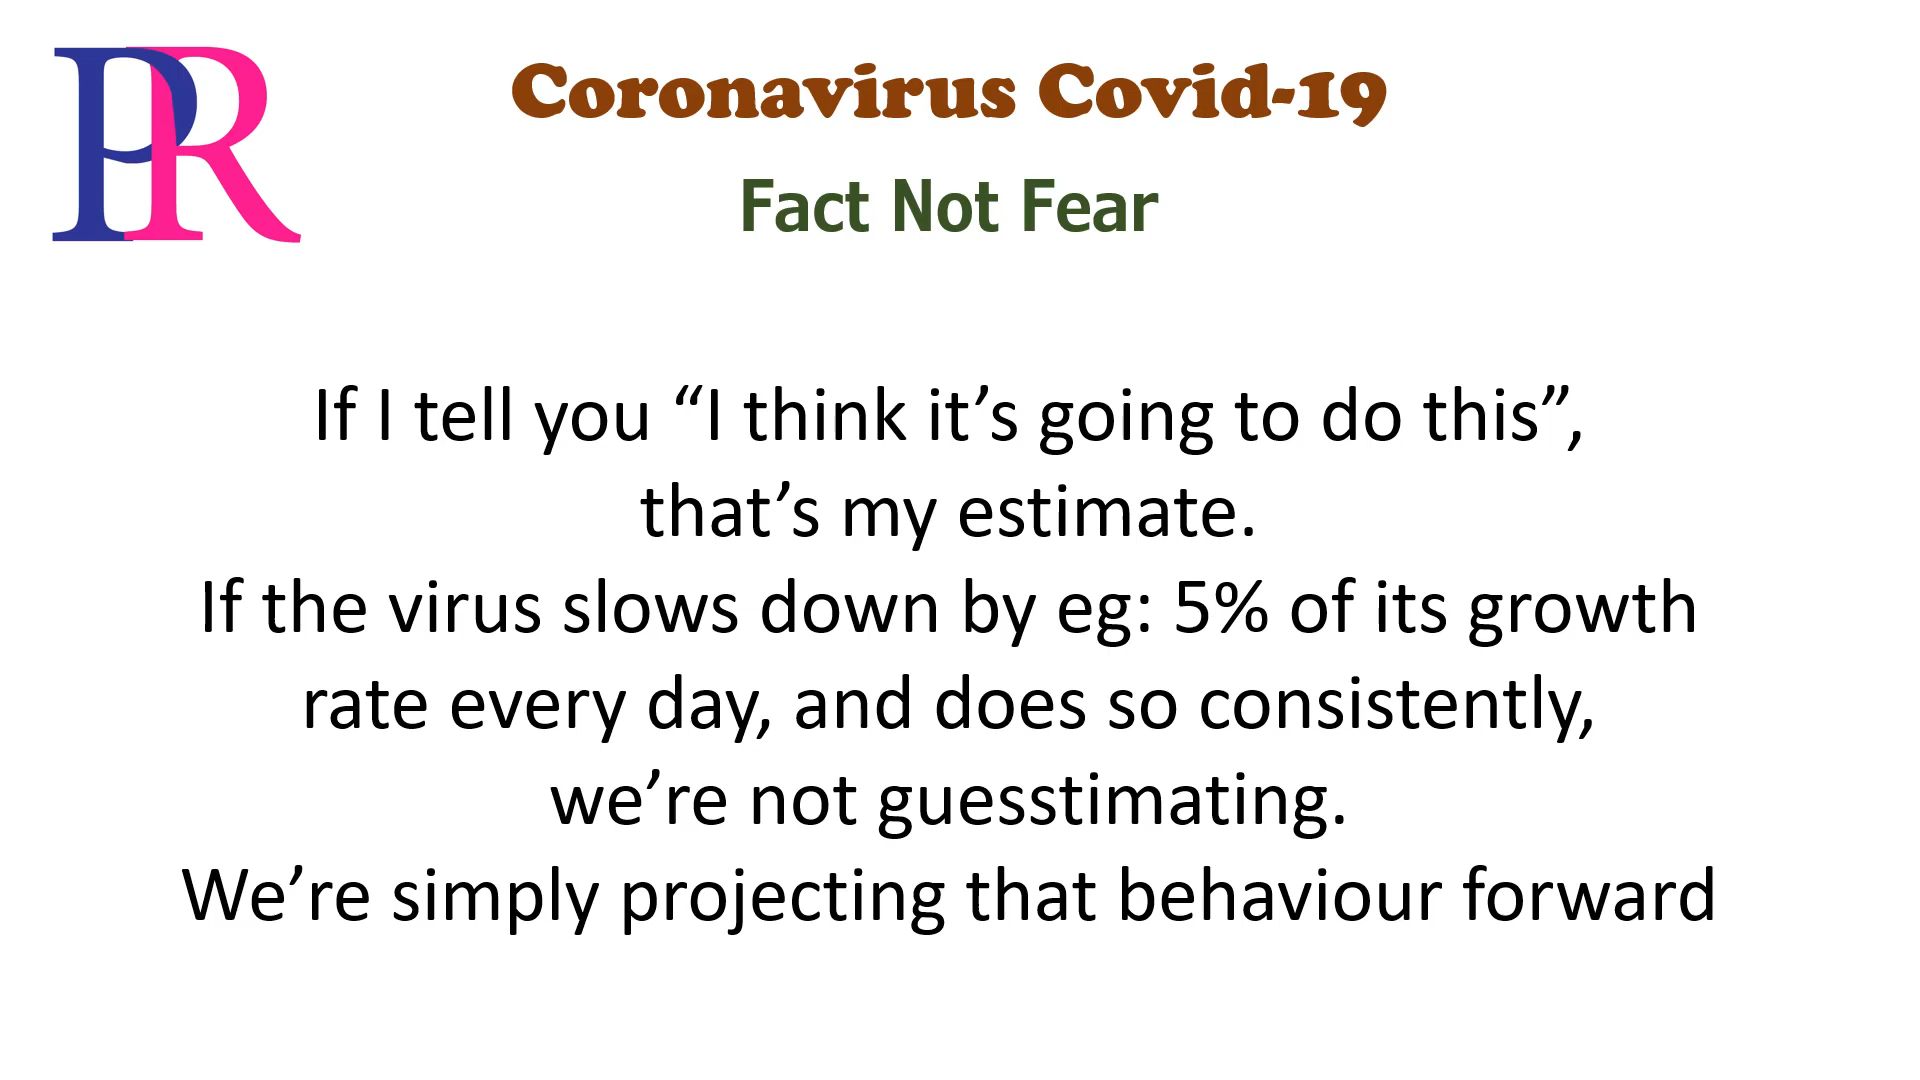 PR
Coronavirus Covid-19
Fact Not Fear
If I tell you “I think it’s going to do this”,
that’s my estimate.
If the virus slows down by eg: 5% of its growth
rate every day, and does so consistently,
we’re not guesstimating.
We’re simply projecting that behaviour forward